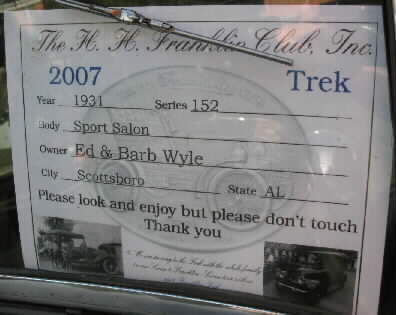 The H. H. Franklin Club, Inc.
2007 Trek
Year 1931 Series 152
Body Sport Salon
Owner Ed & Barb Wyle
City Scottsboro State AL
Please look and enjoy but please don't touch
Thank you